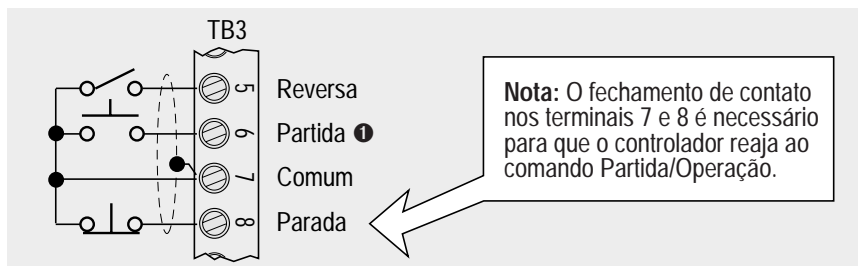 TB3
5 Reversa
6 Partida ❶
7 Comum
8 Parada
Nota: O fechamento de contato
nos terminais 7 e 8 é necessário
para que o controlador reaja ao
comando Partida/Operação.